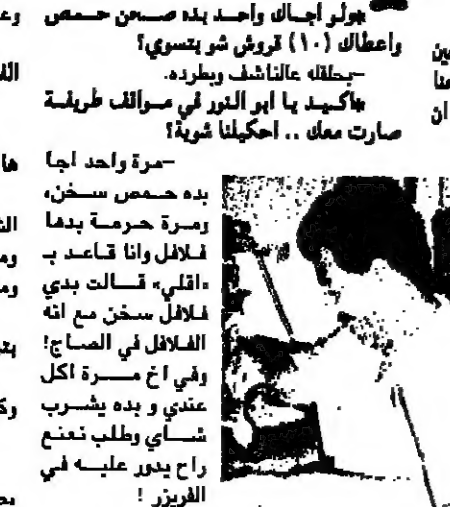 *ولو اجاك واحد بده صحن حمص
واعطاك (١٠) قروش شو بتسوي؟
–بحلقله عالناشف وبطرده.
*اكيد يا ابو النور في مواقف طريفة
صارت معك .. احكيلنا شوية؟
–مرة واحد اجا
بده حمص سخن،
ومرة حرمة بدها
فلافل وانا قاعد بـ
«اقلي» قالت بدي
فلافل سخن مع انه
الفلافل في الصاج!
وفي اخ مرة اكل
عندي و بده يشرب
شاي وطلب نعنع
راح يدور عليه في
الفريزر !